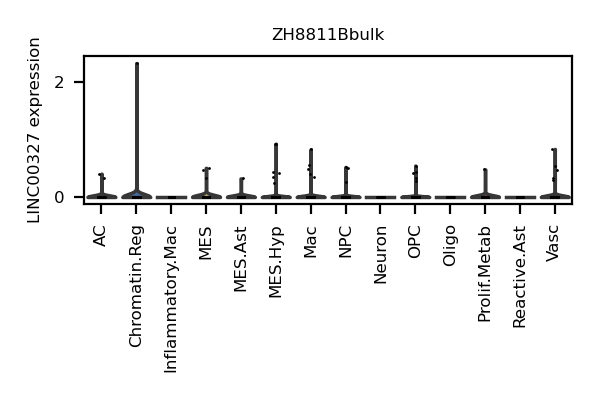 ZH8811Bbulk
LINC00327 expression
2
0
AC
Chromatin.Reg
Inflammatory.Mac
MES
MES.Ast
MES.Hyp
Mac
NPC
Neuron
OPC
Oligo
Prolif.Metab
Reactive.Ast
Vasc